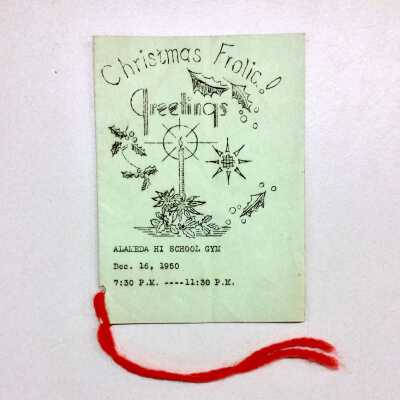 Christmas Frolic..!
Greetings
ALAMEDA HI SCHOOL GYM
Dec. 16, 1950
7:30 P.M. ----11:30 P.M.